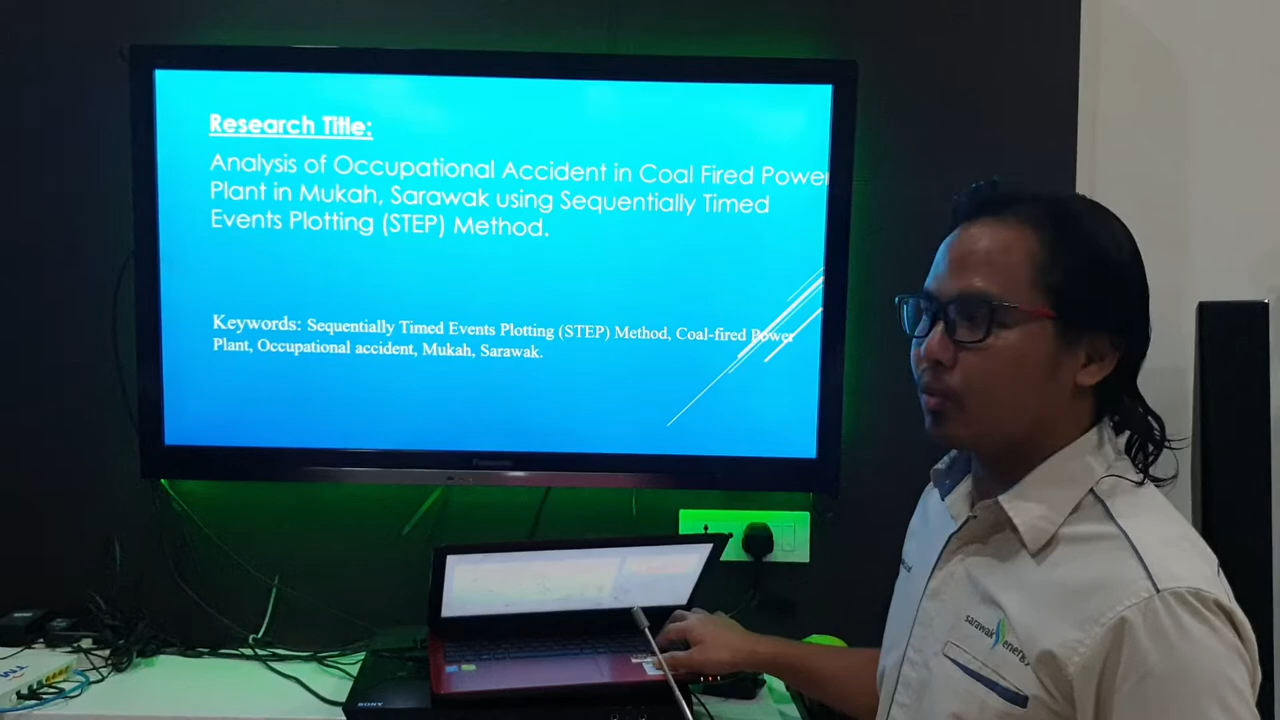 Research Title:
Analysis of Occupational Accident in Coal Fired Power
Plant in Mukah, Sarawak using Sequentially Timed
Events Plotting (STEP) Method.
Keywords: Sequentially Timed Events Plotting (STEP) Method, Coal-fired Power
Plant, Occupational accident, Mukah, Sarawak.
Panasonic
sarawak energy
SONY